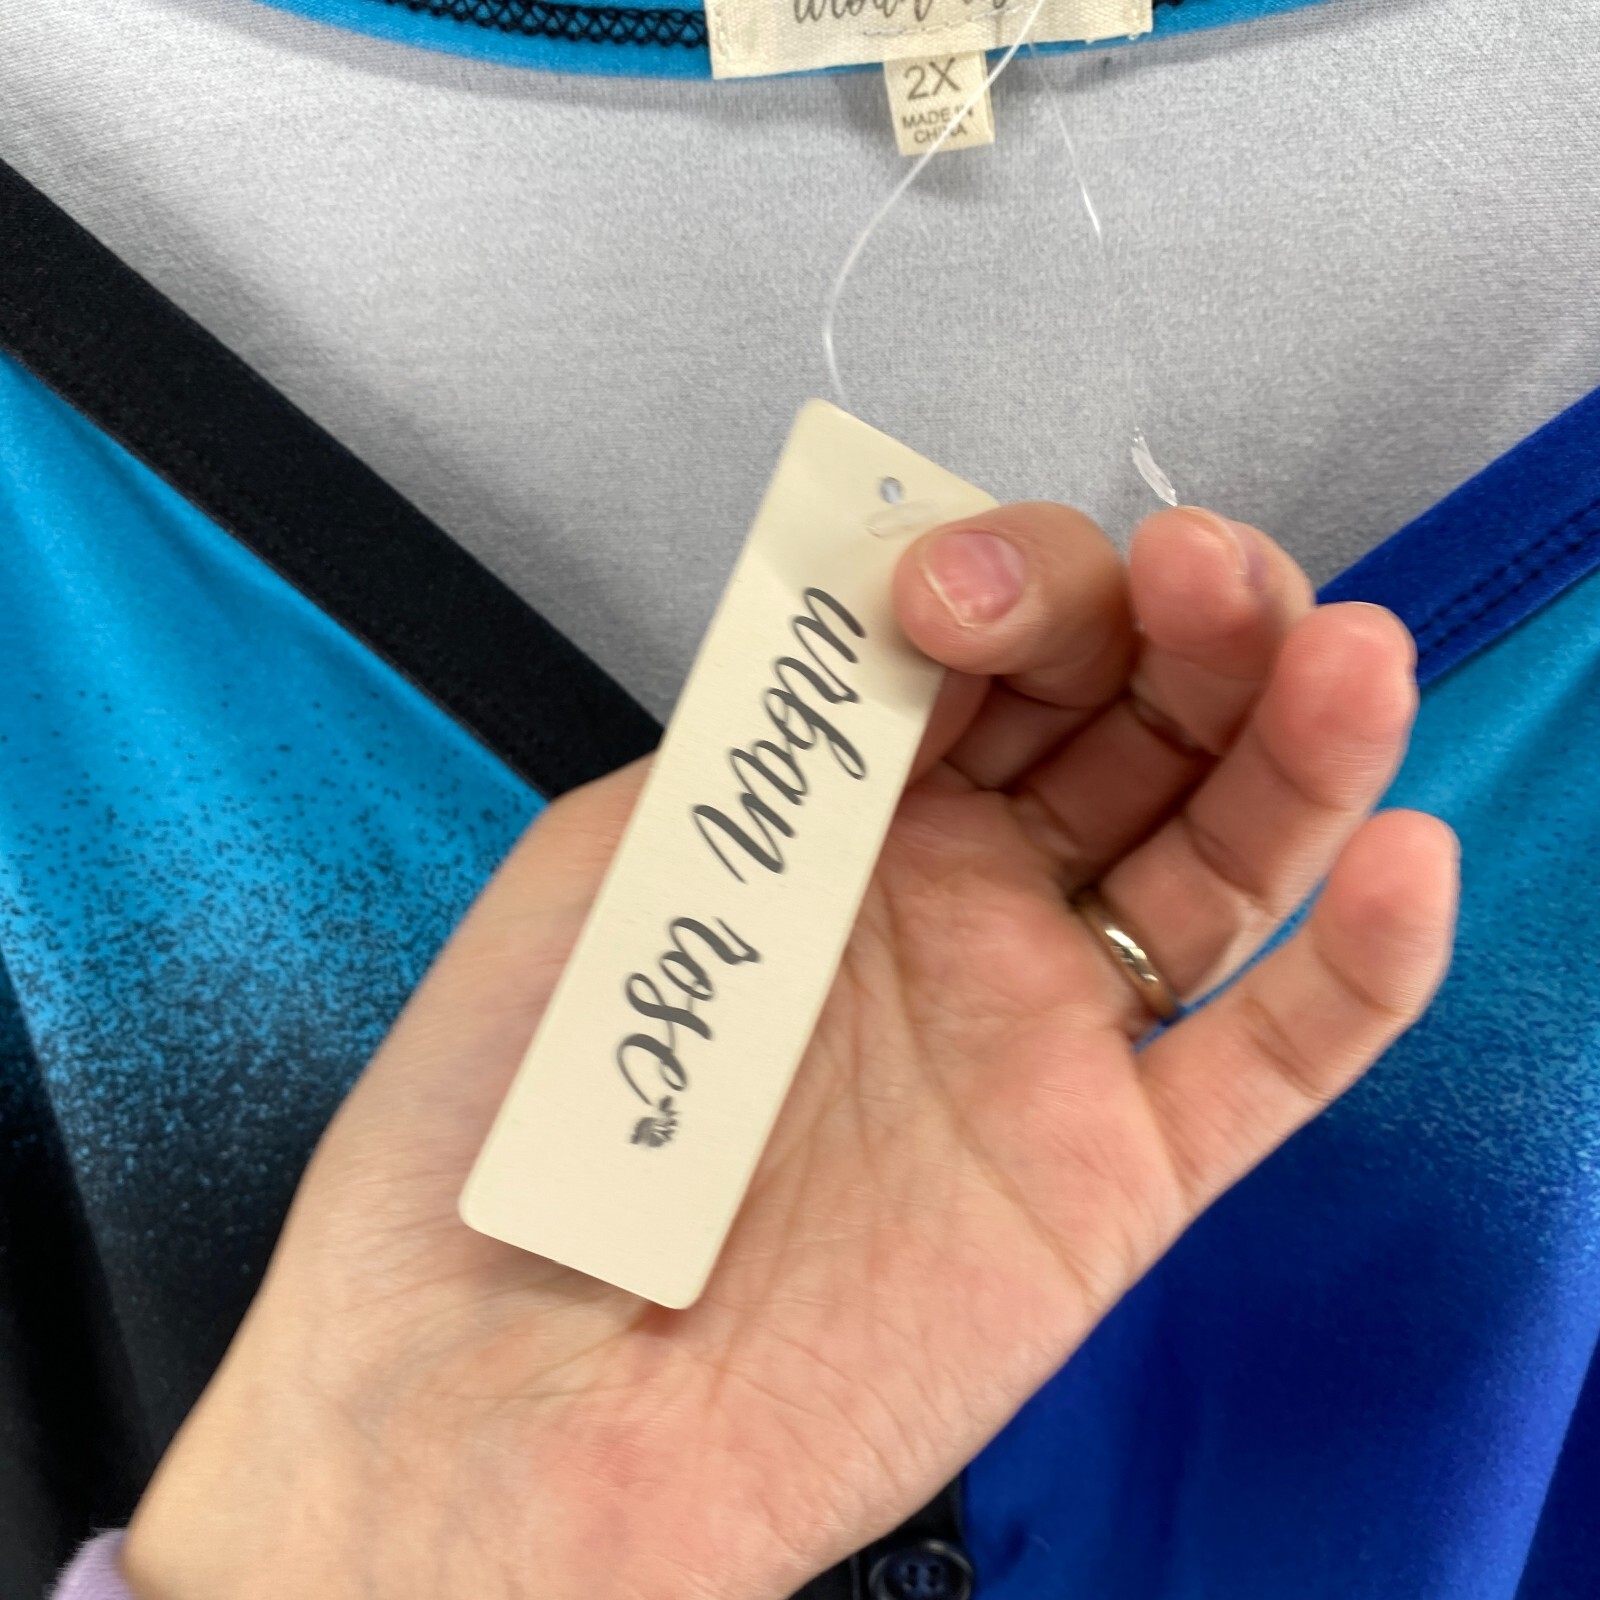 2X
MADE IN
CHINA
urban rose